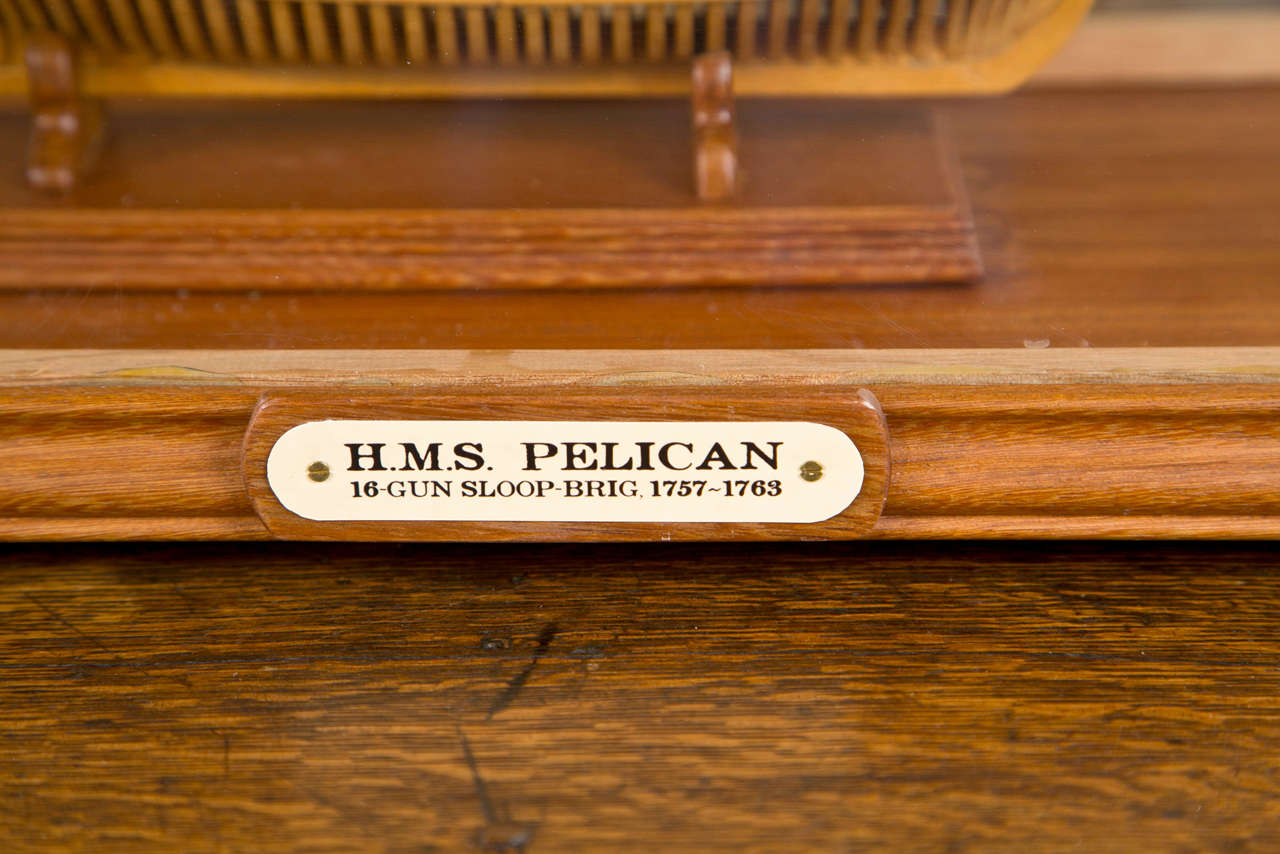 H.M.S. PELICAN
16-GUN SLOOP-BRIG, 1757~1763